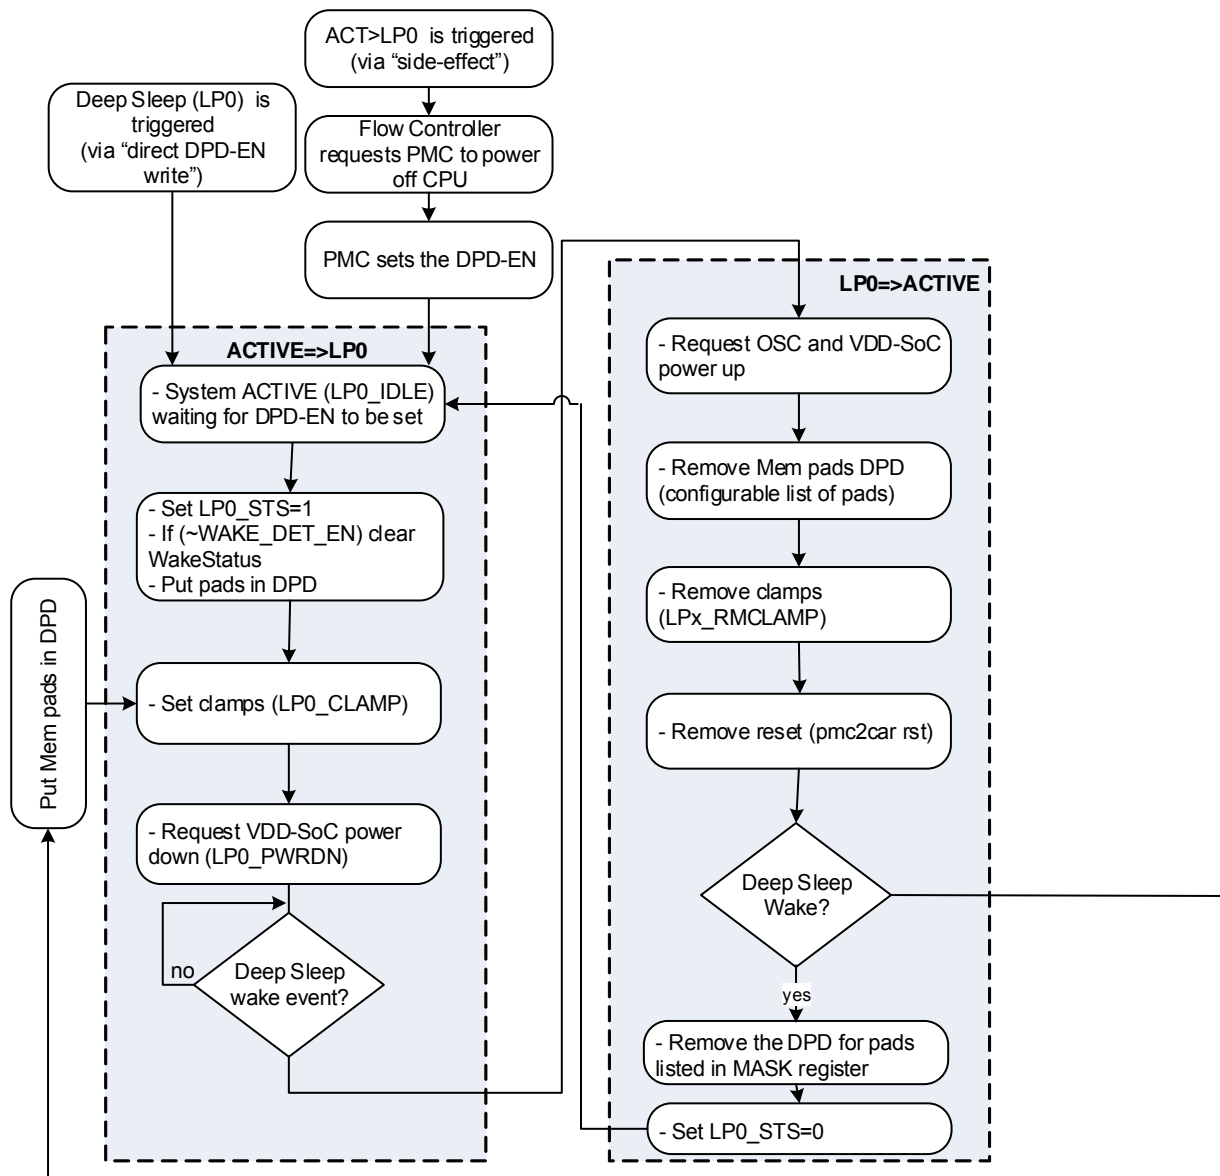 ACT>LP0 is triggered
(via “side-effect”)
Deep Sleep (LP0) is
triggered
(via “direct DPD-EN
write”)
Flow Controller
requests PMC to power
off CPU
PMC sets the DPD-EN
ACTIVE=>LP0
- System ACTIVE (LP0_IDLE)
waiting for DPD-EN to be set
- Set LP0_STS=1
- If (~WAKE_DET_EN) clear
WakeStatus
- Put pads in DPD
Put Mem pads in DPD
- Set clamps (LP0_CLAMP)
- Request VDD-SoC power
down (LP0_PWRDN)
no
Deep Sleep
wake event?
LP0=>ACTIVE
- Request OSC and VDD-SoC
power up
- Remove Mem pads DPD
(configurable list of pads)
- Remove clamps
(LPx_RMCLAMP)
- Remove reset (pmc2car rst)
Deep Sleep
Wake?
yes
- Remove the DPD for pads
listed in MASK register
- Set LP0_STS=0